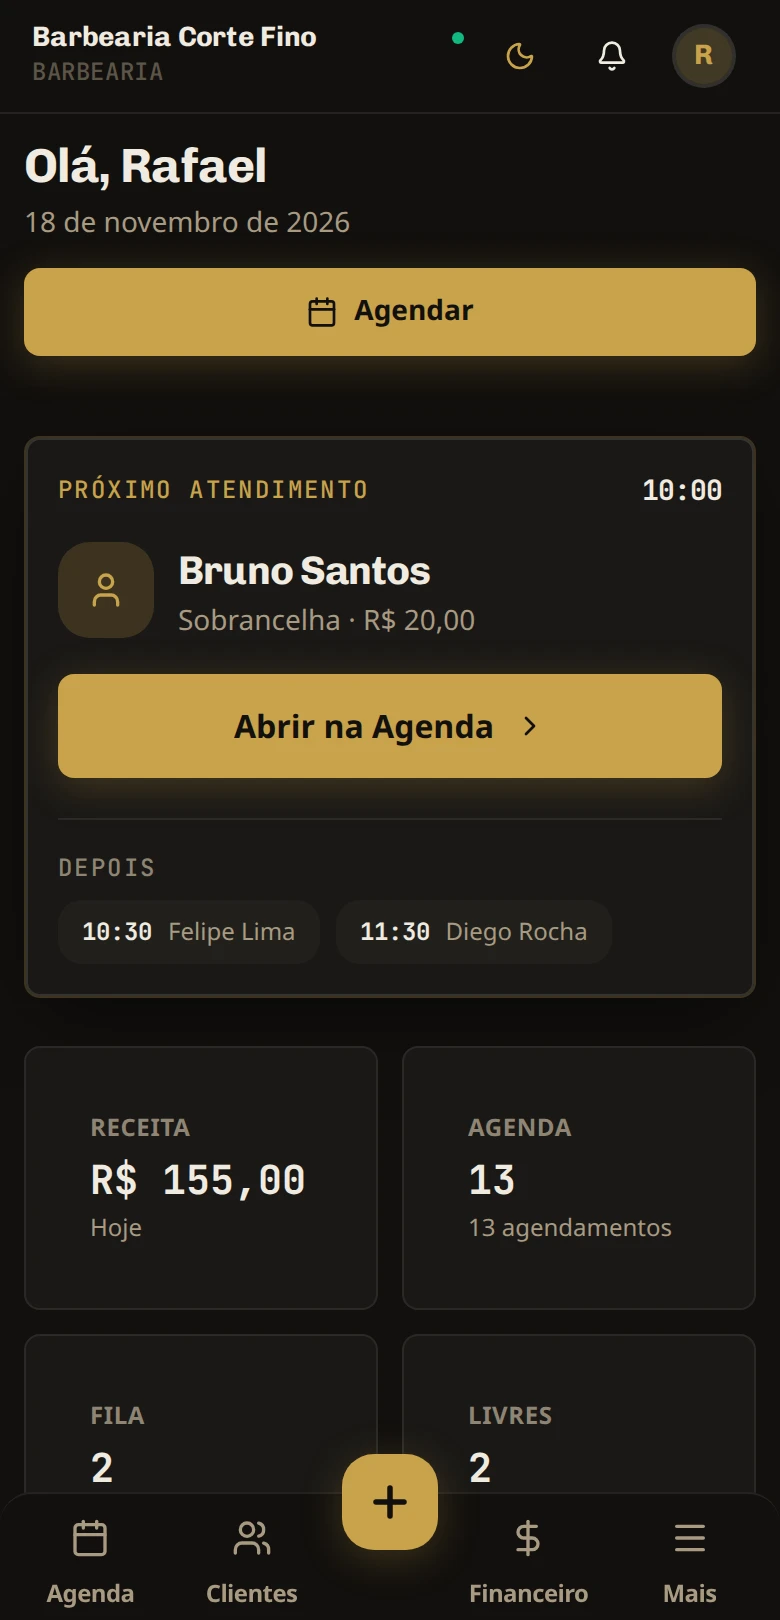 Barbearia Corte Fino
BARBEARIA
R
Olá, Rafael
18 de novembro de 2026
Agendar
PRÓXIMO ATENDIMENTO 10:00
Bruno Santos
Sobrancelha · R$ 20,00
Abrir na Agenda
DEPOIS
10:30 Felipe Lima 11:30 Diego Rocha
RECEITA
R$ 155,00
Hoje
AGENDA
13
13 agendamentos
FILA
2
LIVRES
2
Agenda Clientes Financeiro Mais